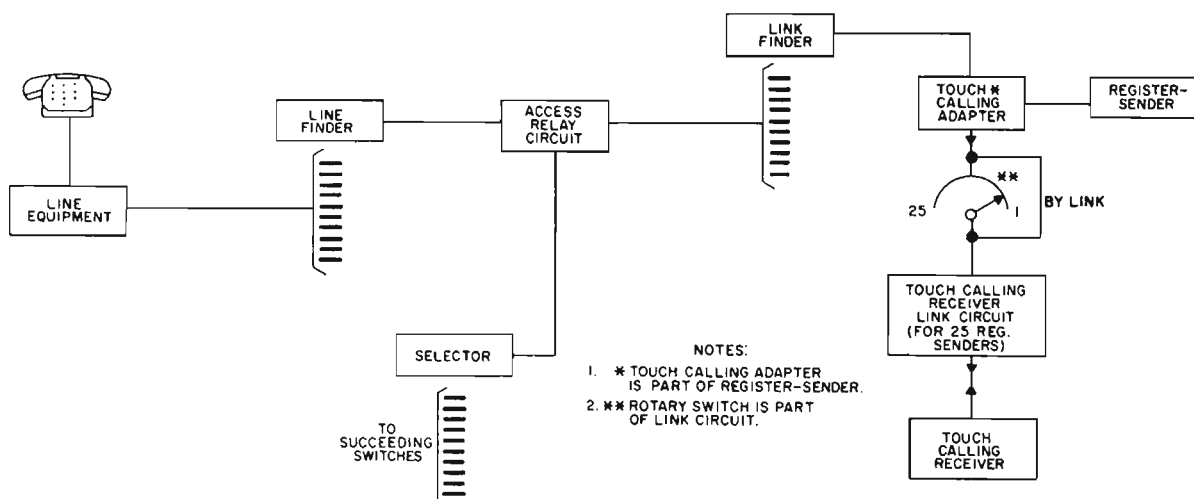 LINK
FINDER
LINE
FINDER
ACCESS
RELAY
CIRCUIT
TOUCH *
CALLING
ADAPTER
REGISTER-
SENDER
LINE
EQUIPMENT
**
25
1
BY LINK
TOUCH CALLING
RECEIVER
LINK CIRCUIT
(FOR 25 REG.
SENDERS)
SELECTOR
TO
SUCCEEDING
SWITCHES
NOTES:
1. * TOUCH CALLING ADAPTER
IS PART OF REGISTER-SENDER.
2. ** ROTARY SWITCH IS PART
OF LINK CIRCUIT.
TOUCH
CALLING
RECEIVER